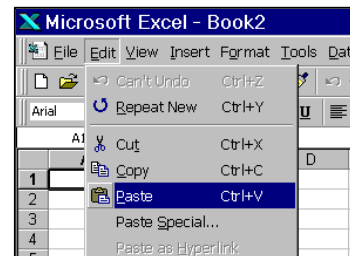 Microsoft Excel - Book2
File Edit View Insert Format Tools Dat
Can't Undo Ctrl+Z
Repeat New Ctrl+Y
Arial U
Cut Ctrl+X
A1
Copy Ctrl+C D
1
Paste Ctrl+V
2
3 Paste Special...
4 Paste as Hyperlink